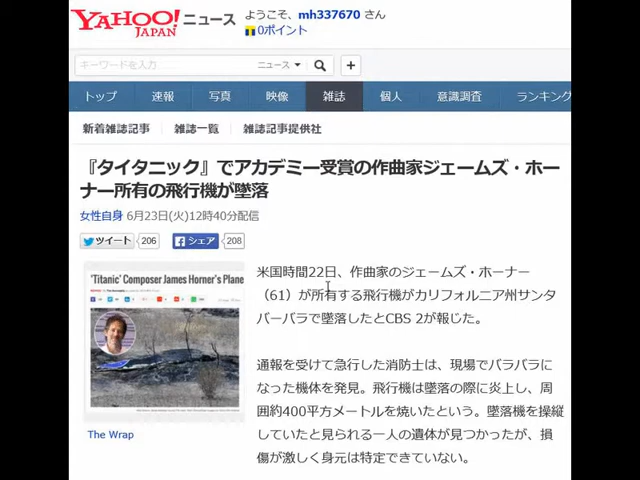 YAHOO! JAPAN ニュース
ようこそ、mh337670 さん
0ポイント
キーワードを入力 ニュース +
トップ 速報 写真 映像 雑誌 個人 意識調査 ランキング
新着雑誌記事 雑誌一覧 雑誌記事提供社
『タイタニック』でアカデミー受賞の作曲家ジェームズ・ホー
ナー所有の飛行機が墜落
女性自身 6月23日(火)12時40分配信
ツイート 206 シェア 208
'Titanic' Composer James Horner's Plane
米国時間22日、作曲家のジェームズ・ホーナー
（61）が所有する飛行機がカリフォルニア州サンタ
バーバラで墜落したとCBS 2が報じた。
通報を受けて急行した消防士は、現場でバラバラに
なった機体を発見。飛行機は墜落の際に炎上し、周
囲約400平方メートルを焼いたという。墜落機を操縦
していたと見られる一人の遺体が見つかったが、損
傷が激しく身元は特定できていない。
The Wrap